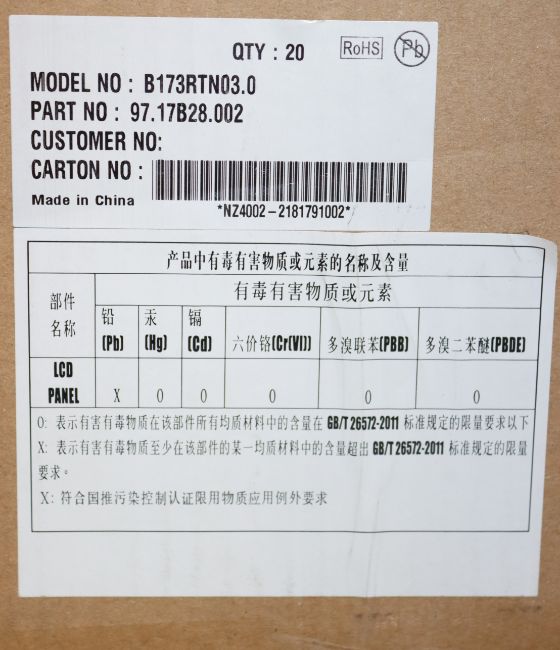 QTY : 20 RoHS Pb
MODEL NO : B173RTN03.0
PART NO : 97.17B28.002
CUSTOMER NO:
CARTON NO :
Made in China
*NZ4002-2181791002*
产品中有毒有害物质或元素的名称及含量
部件名称
有毒有害物质或元素
铅(Pb) 汞(Hg) 镉(Cd) 六价铬(Cr(VI)) 多溴联苯(PBB) 多溴二苯醚(PBDE)
LCD PANEL X O O O O O
O: 表示有害有毒物质在该部件所有均质材料中的含量在 GB/T 26572-2011 标准规定的限量要求以下
X: 表示有害有毒物质至少在该部件的某一均质材料中的含量超出 GB/T 26572-2011 标准规定的限量
要求。
X: 符合国推污染控制认证限用物质应用例外要求